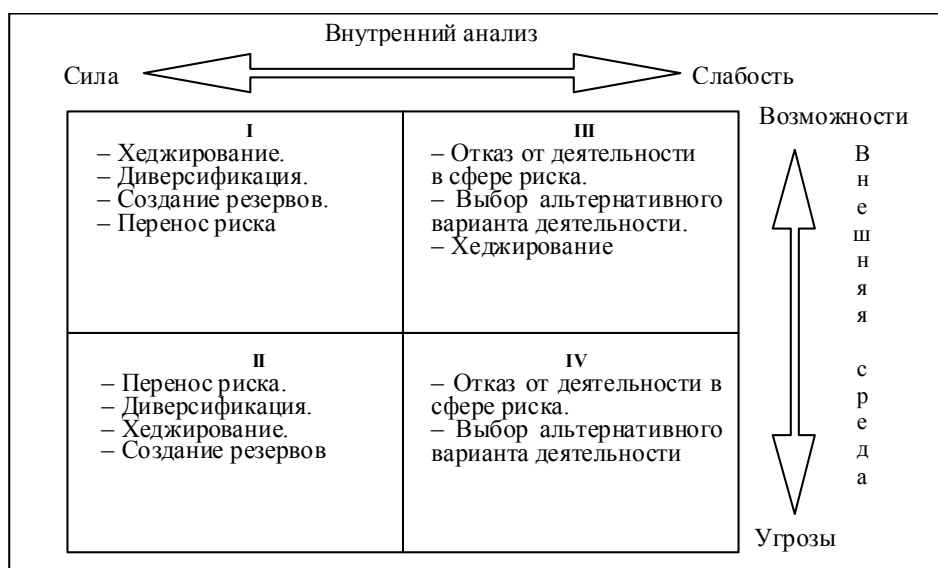 Внутренний анализ
Сила
Слабость
Возможности
I
– Хеджирование.
– Диверсификация.
– Создание резервов.
– Перенос риска
III
– Отказ от деятельности
в сфере риска.
– Выбор альтернативного
варианта деятельности.
– Хеджирование
II
– Перенос риска.
– Диверсификация.
– Хеджирование.
– Создание резервов
IV
– Отказ от деятельности в
сфере риска.
– Выбор альтернативного
варианта деятельности
Внешняя среда
Угрозы